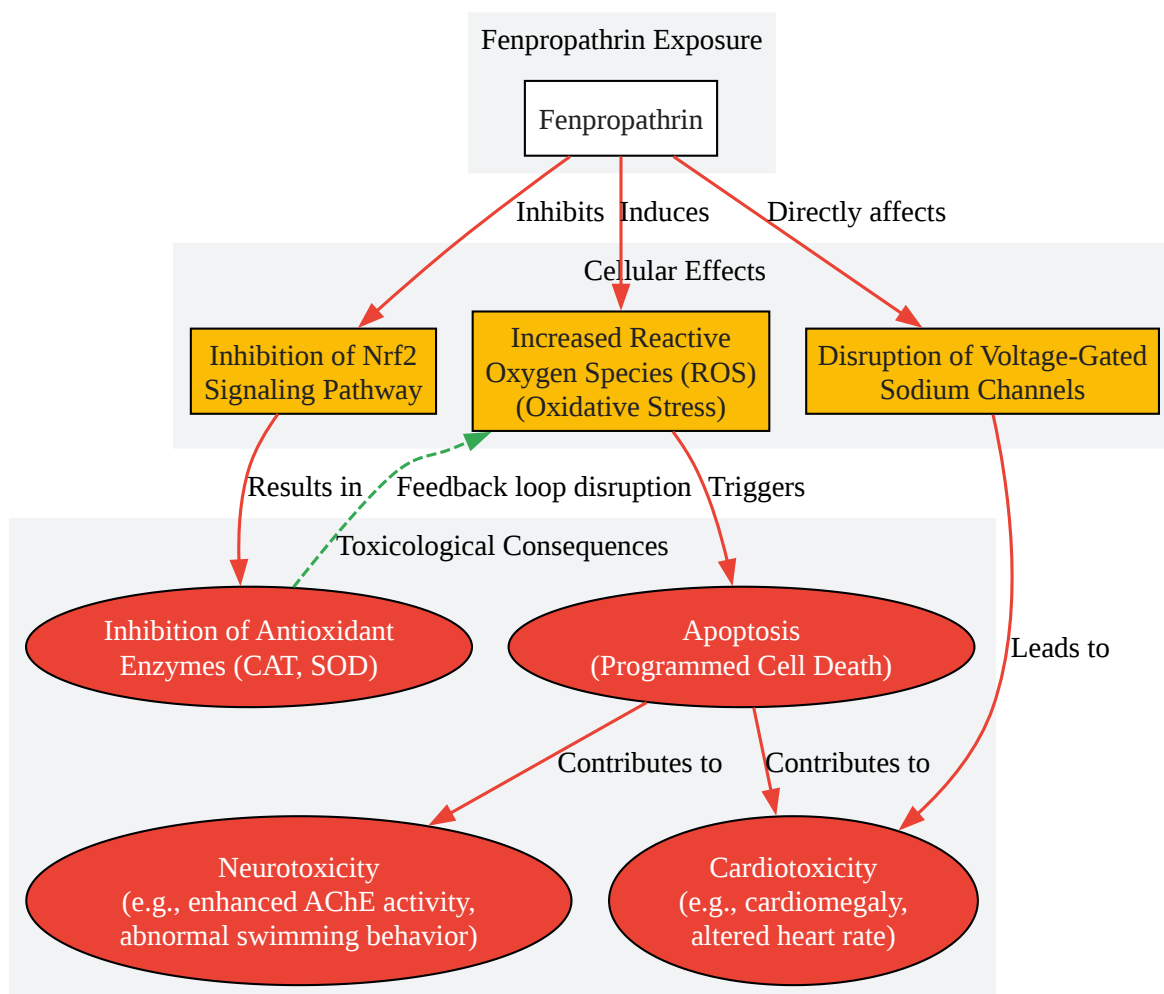 Fenpropathrin Exposure
Fenpropathrin
Inhibits
Induces
Directly affects
Cellular Effects
Inhibition of Nrf2
Signaling Pathway
Increased Reactive
Oxygen Species (ROS)
(Oxidative Stress)
Disruption of Voltage-Gated
Sodium Channels
Results in
Feedback loop disruption
Triggers
Toxicological Consequences
Inhibition of Antioxidant
Enzymes (CAT, SOD)
Apoptosis
(Programmed Cell Death)
Leads to
Contributes to
Contributes to
Neurotoxicity
(e.g., enhanced AChE activity,
abnormal swimming behavior)
Cardiotoxicity
(e.g., cardiomegaly,
altered heart rate)